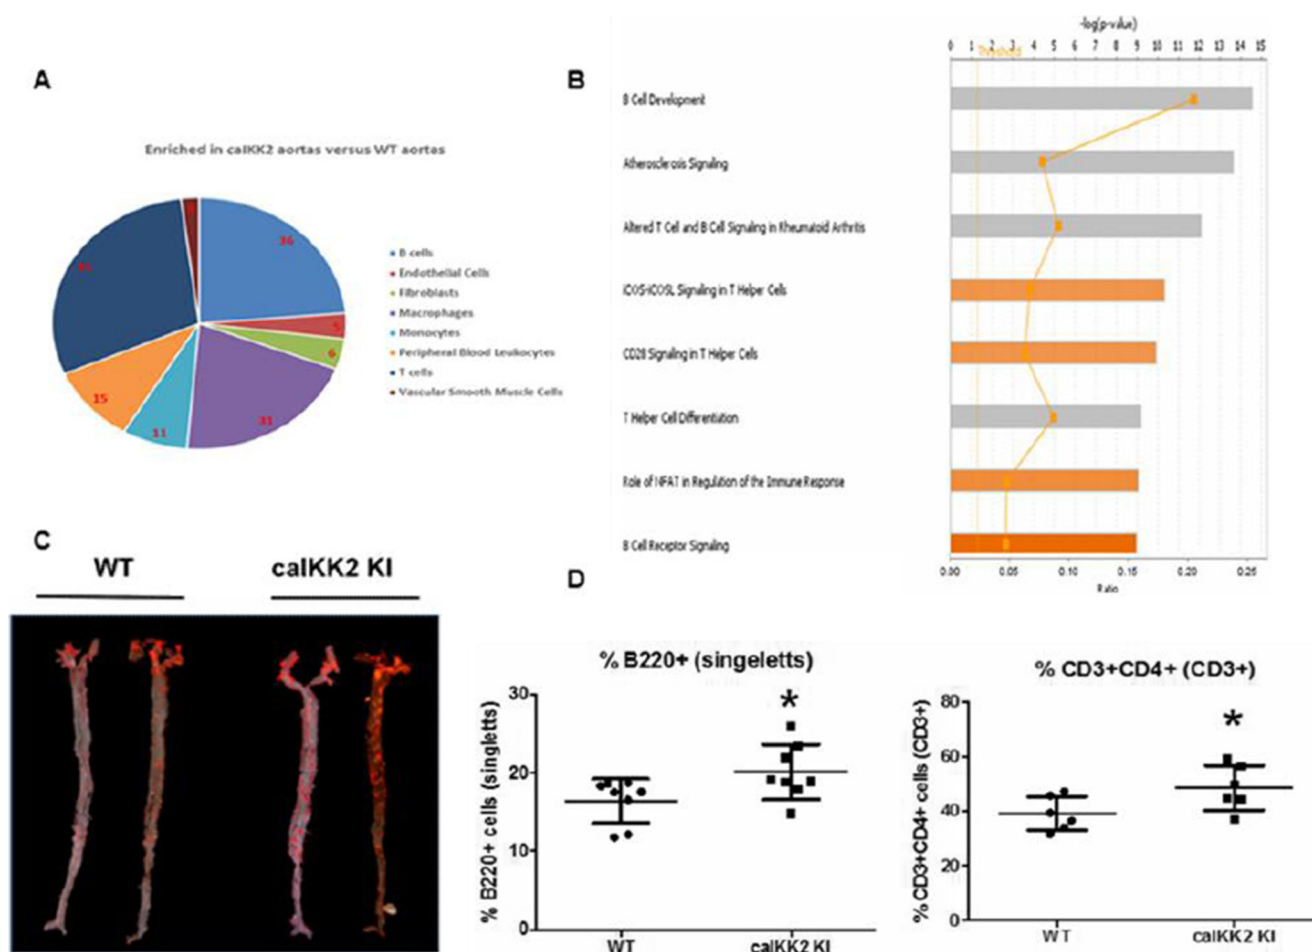 A
Enriched in caIKK2 aortas versus WT aortas
36
5
6
31
11
15
B cells
Endothelial Cells
Fibroblasts
Macrophages
Monocytes
Peripheral Blood Leukocytes
T cells
Vascular Smooth Muscle Cells
B
-log(p-value)
0 1 2 3 4 5 6 7 8 9 10 11 12 13 14 15
Threshold
B Cell Development
Atherosclerosis Signaling
Altered T Cell and B Cell Signaling in Rheumatoid Arthritis
iCOS-iCOSL Signaling in T Helper Cells
CD28 Signaling in T Helper Cells
T Helper Cell Differentiation
Role of NFAT in Regulation of the Immune Response
B Cell Receptor Signaling
0.00 0.05 0.10 0.15 0.20 0.25
Ratio
C
WT
caIKK2 KI
D
% B220+ (singeletts)
% B220+ cells (singletts)
30
20
10
0
*
WT
caIKK2 KI
% CD3+CD4+ (CD3+)
% CD3+CD4+ cells (CD3+)
80
60
40
20
0
*
WT
caIKK2 KI